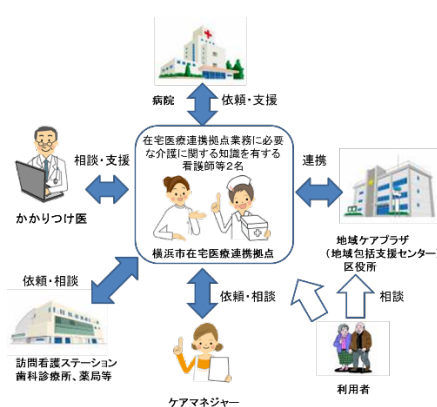 病院
依頼・支援
在宅医療連携拠点業務に必要
な介護に関する知識を有する
看護師等2名
横浜市在宅医療連携拠点
相談・支援
かかりつけ医
連携
地域ケアプラザ
(地域包括支援センター)
区役所
依頼・相談
訪問看護ステーション
歯科診療所、薬局等
依頼・相談
ケアマネジャー
相談
利用者